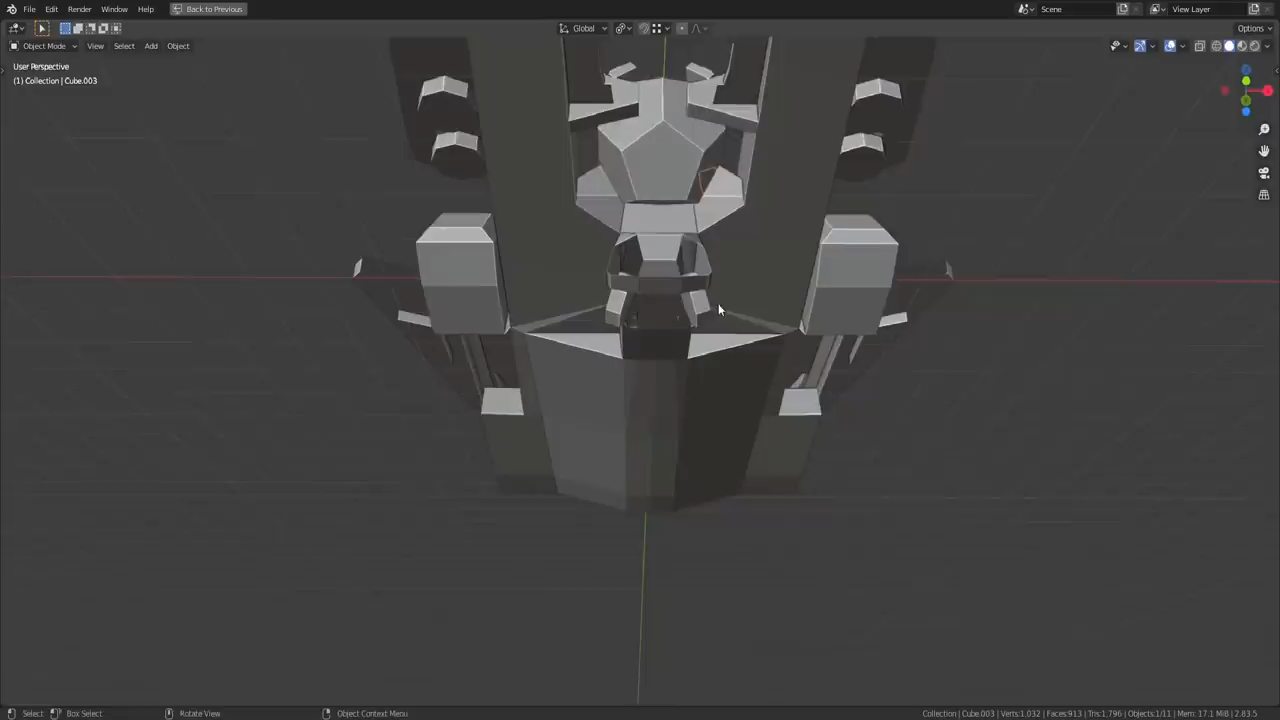 File Edit Render Window Help Back to Previous Scene View Layer
Global Options
Object Mode View Select Add Object
User Perspective
(1) Collection | Cube.003
Select Box Select Rotate View Object Context Menu Collection | Cube.003 | Verts:1,032 | Faces:913 | Tris:1,796 | Objects:1/11 | Mem: 17.1 MiB | 2.83.5